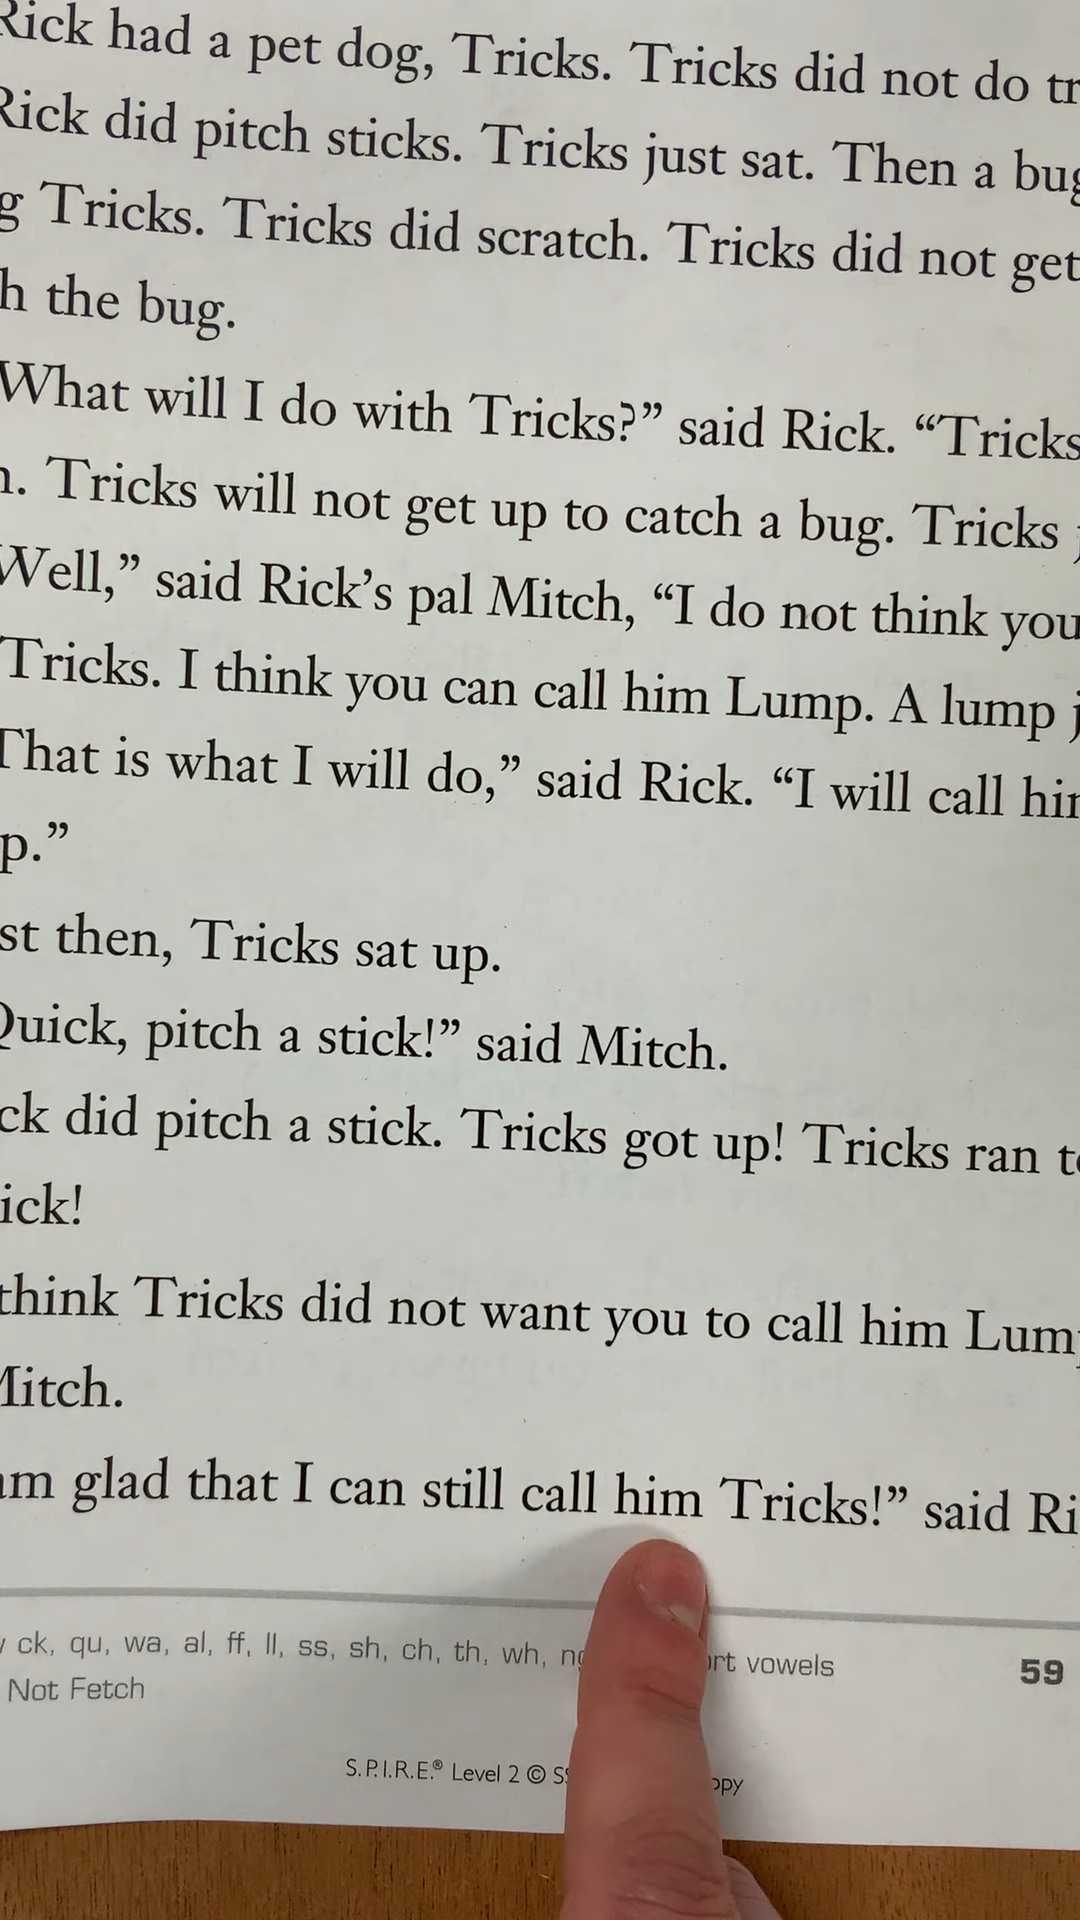 Rick had a pet dog, Tricks. Tricks did not do
Rick did pitch sticks. Tricks just sat. Then a bug
Tricks. Tricks did scratch. Tricks did not get
the bug.
What will I do with Tricks?” said Rick. “Tricks
Tricks will not get up to catch a bug. Tricks
Well,” said Rick’s pal Mitch, “I do not think you
Tricks. I think you can call him Lump. A lump
That is what I will do,” said Rick. “I will call
p.”
st then, Tricks sat up.
Quick, pitch a stick!” said Mitch.
ck did pitch a stick. Tricks got up! Tricks ran
ick!
think Tricks did not want you to call him Lum
Mitch.
am glad that I can still call him Tricks!” said Ri
ck, qu, wa, al, ff, ll, ss, sh, ch, th, wh, vowels
59
Not Fetch
S.P.I.R.E.® Level 2 ©